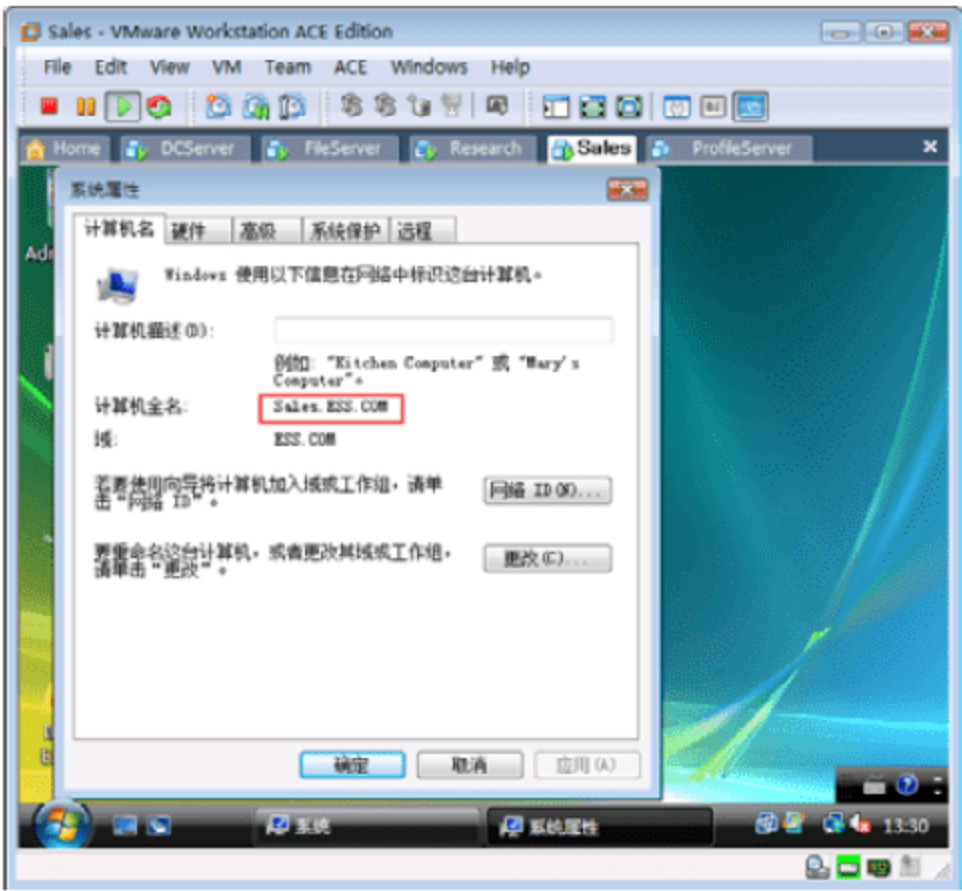 Sales - VMware Workstation ACE Edition
File Edit View VM Team ACE Windows Help
Home DCServer FileServer Research Sales ProfileServer
系统属性
计算机名 硬件 高级 系统保护 远程
Windows 使用以下信息在网络中标识这台计算机。
计算机描述(D):
例如: "Kitchen Computer" 或 "Mary's
Computer"。
计算机全名: Sales.ESS.COM
域: ESS.COM
若要使用向导将计算机加入域或工作组，请单
击“网络 ID”。
网络 ID(N)...
要重命名这台计算机，或者更改其域或工作组，
请单击“更改”。
更改(C)...
确定 取消 应用(A)
系统 系统属性 13:30